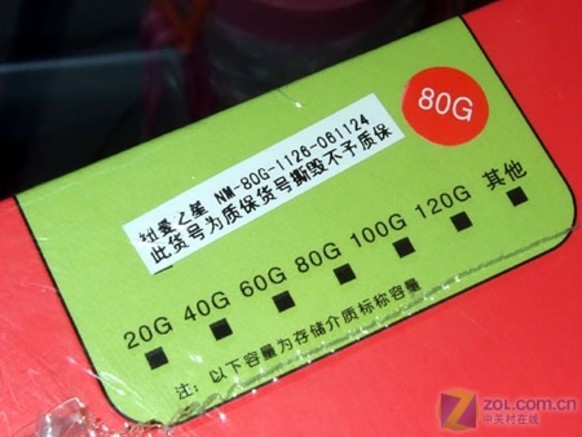 80G
纽曼之星 NM-80G-1126-061124
此货号为质保货号撕毁不予质保
20G 40G 60G 80G 100G 120G 其他
注：以下容量为存储介质标称容量
ZOL.COM.CN
中关村在线